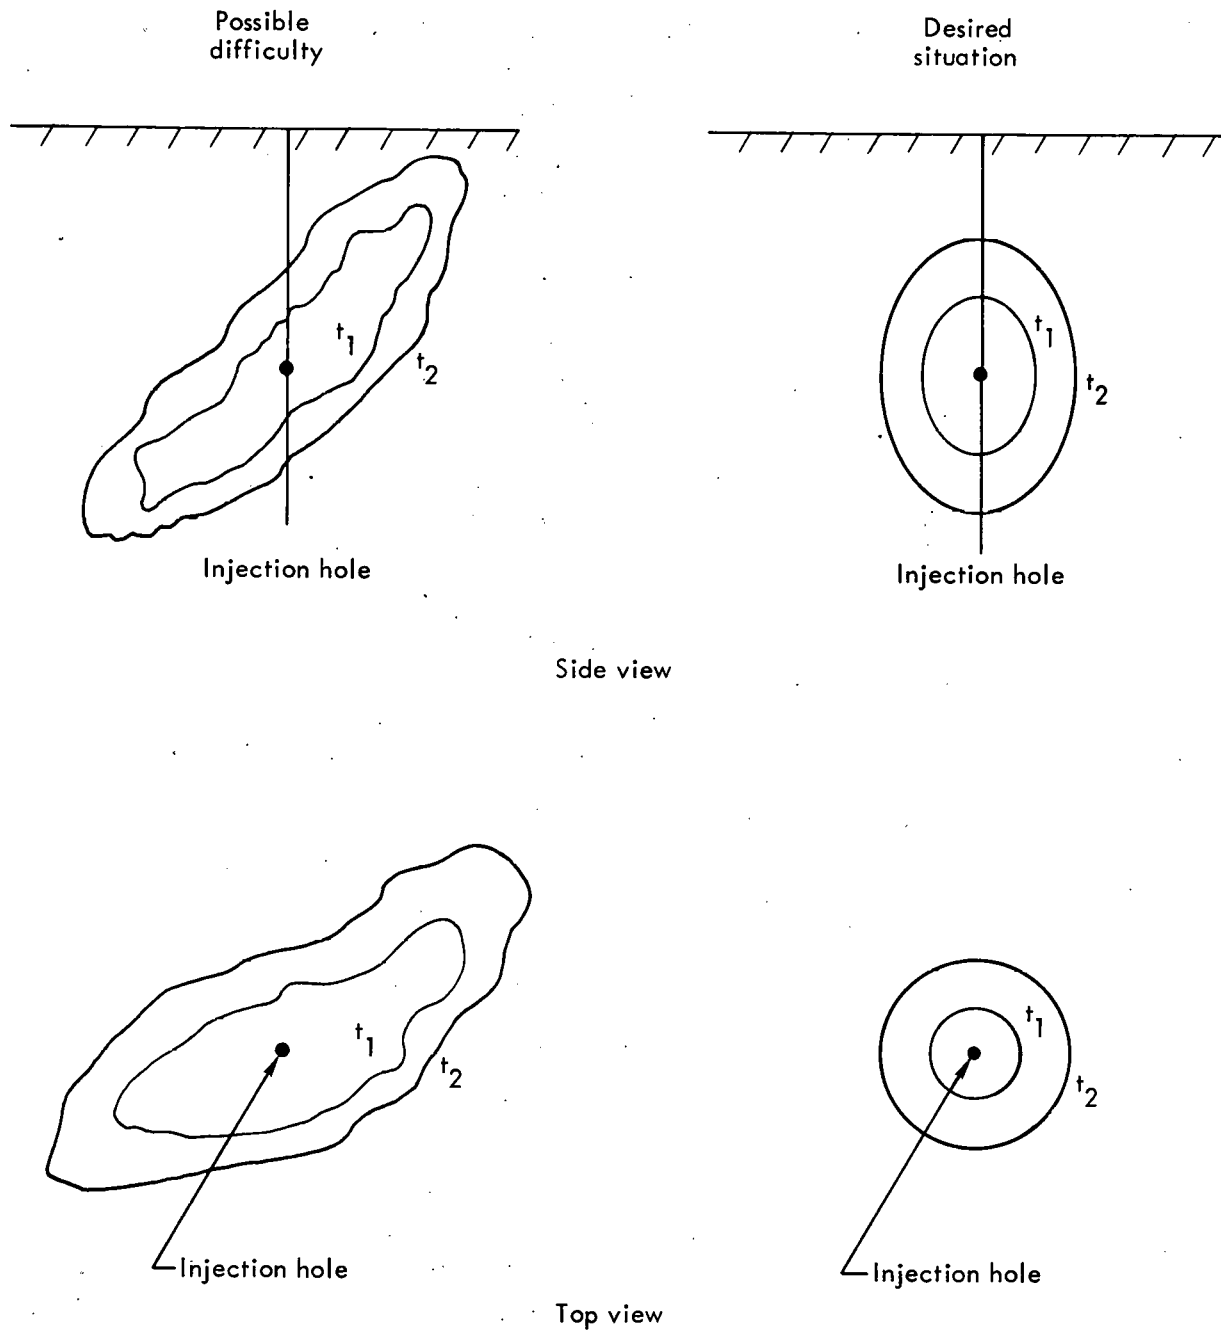 Possible
difficulty
Desired
situation
t1
t2
t1
t2
Injection hole
Injection hole
Side view
t1
t2
t1
t2
Injection hole
Injection hole
Top view